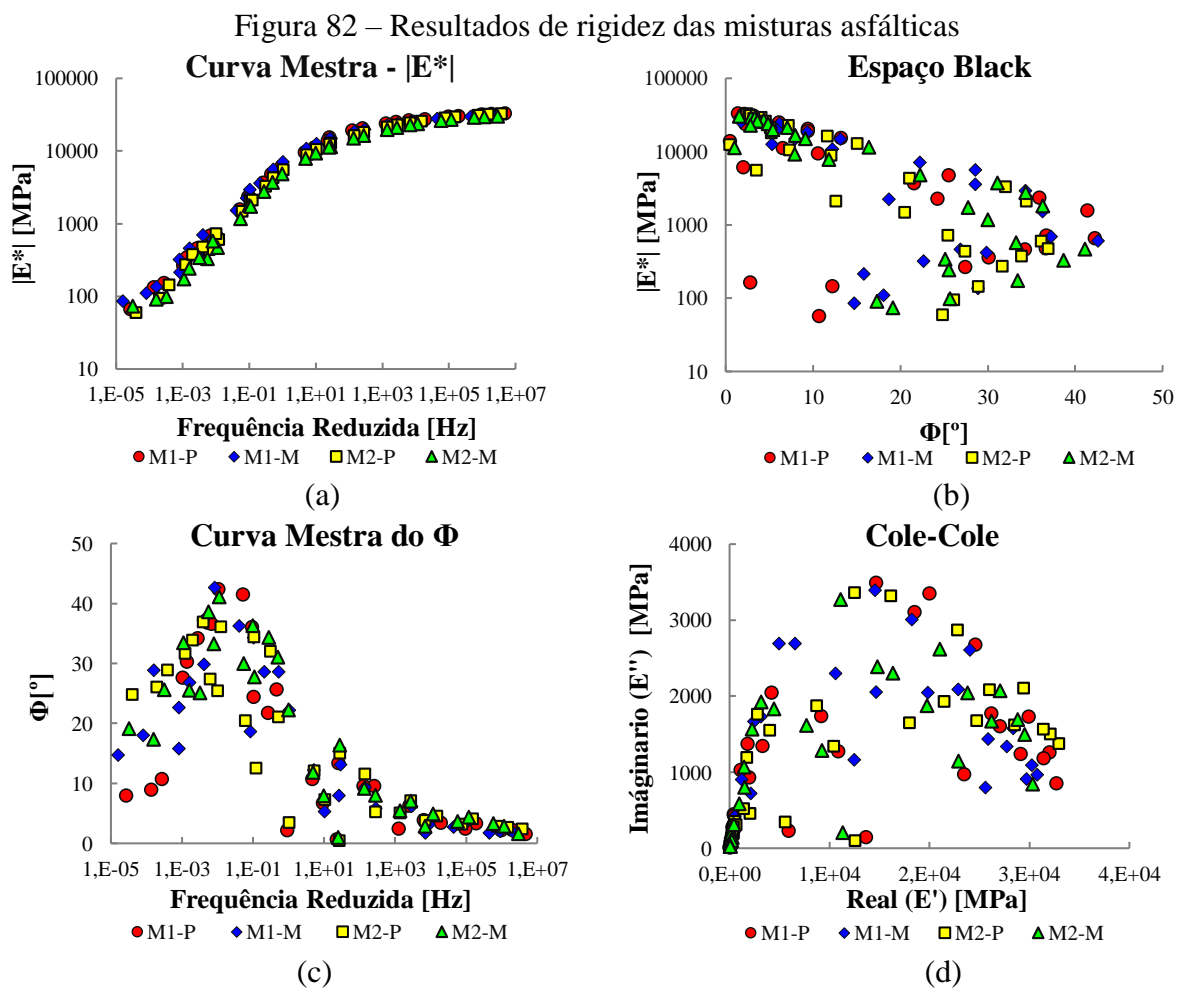 Figura 82 – Resultados de rigidez das misturas asfálticas
Curva Mestra - |E*|
|E*| [MPa]
100000
10000
1000
100
10
1,E-05 1,E-03 1,E-01 1,E+01 1,E+03 1,E+05 1,E+07
Frequência Reduzida [Hz]
M1-P M1-M M2-P M2-M
(a)
Espaço Black
|E*| [MPa]
100000
10000
1000
100
10
0 10 20 30 40 50
Φ[º]
M1-P M1-M M2-P M2-M
(b)
Curva Mestra do Φ
Φ[º]
50
40
30
20
10
0
1,E-05 1,E-03 1,E-01 1,E+01 1,E+03 1,E+05 1,E+07
Frequência Reduzida [Hz]
M1-P M1-M M2-P M2-M
(c)
Cole-Cole
Imáginario (E'') [MPa]
4000
3000
2000
1000
0
0,E+00 1,E+04 2,E+04 3,E+04 4,E+04
Real (E') [MPa]
M1-P M1-M M2-P M2-M
(d)